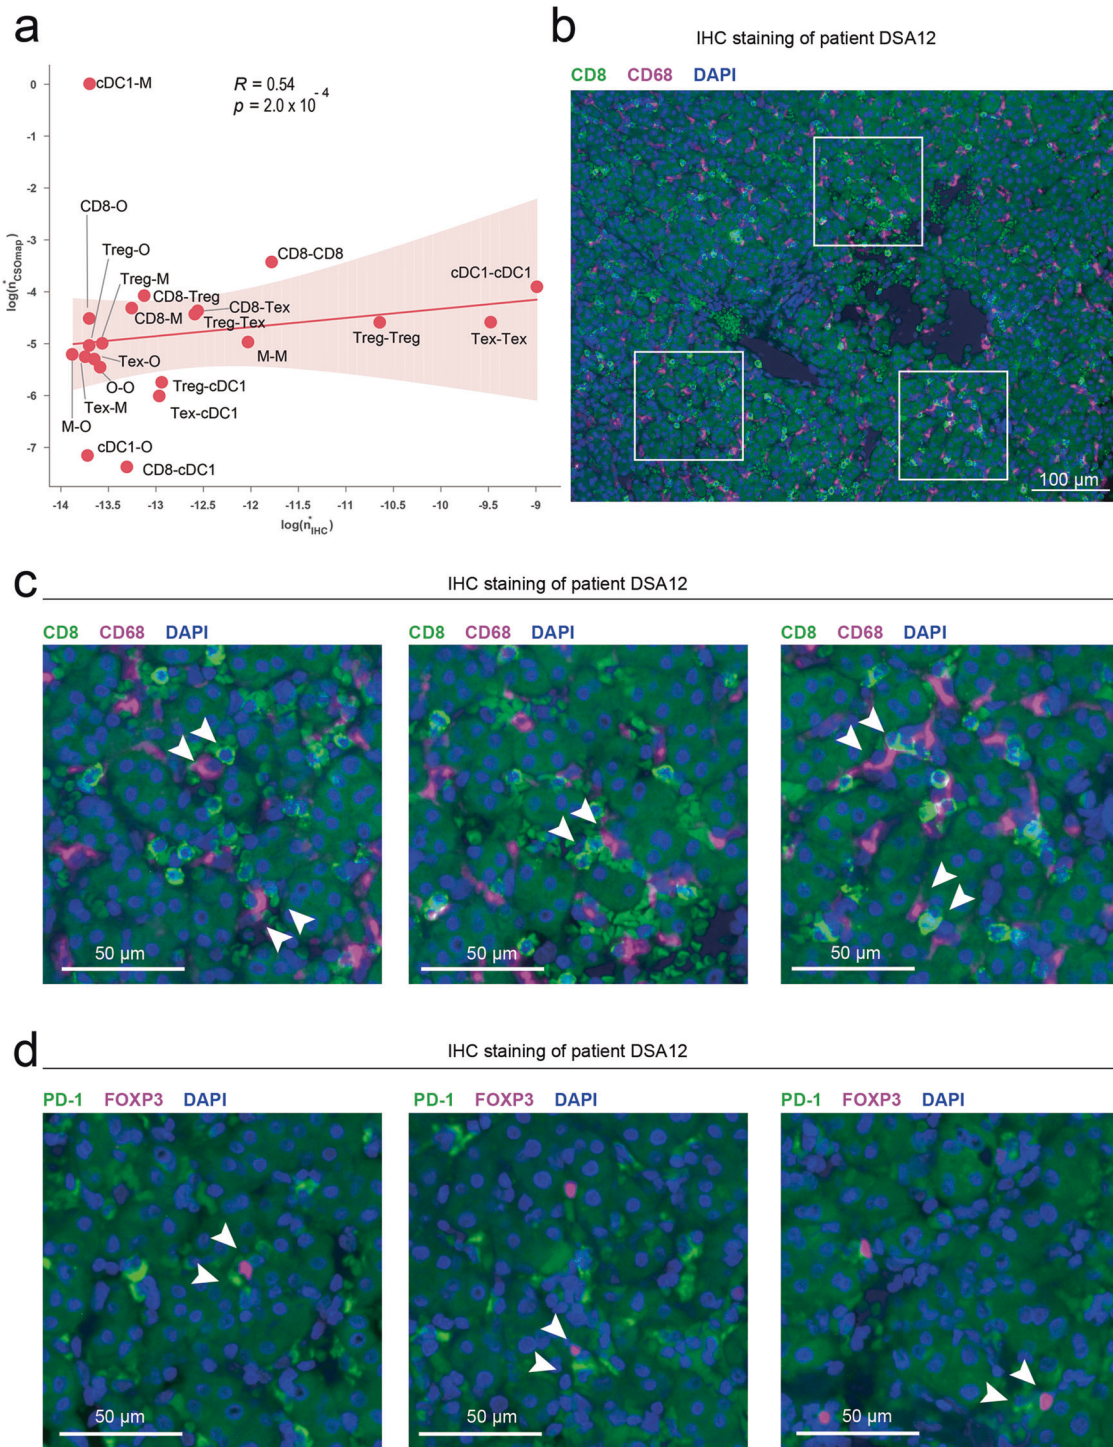 a
R = 0.54
p = 2.0 x 10⁻⁴
log(n*CSOmap)
0
-1
-2
-3
-4
-5
-6
-7
cDC1-M
CD8-O
Treg-O
Treg-M
CD8-CD8
cDC1-cDC1
CD8-Treg
CD8-Tex
CD8-M
Treg-Tex
Treg-Treg
Tex-Tex
M-M
Tex-O
O-O
Treg-cDC1
Tex-M
Tex-cDC1
M-O
cDC1-O
CD8-cDC1
-14 -13.5 -13 -12.5 -12 -11.5 -11 -10.5 -10 -9.5 -9
log(n*IHC)
b
IHC staining of patient DSA12
CD8 CD68 DAPI
100 µm
c
IHC staining of patient DSA12
CD8 CD68 DAPI
CD8 CD68 DAPI
CD8 CD68 DAPI
50 µm
50 µm
50 µm
d
IHC staining of patient DSA12
PD-1 FOXP3 DAPI
PD-1 FOXP3 DAPI
PD-1 FOXP3 DAPI
50 µm
50 µm
50 µm